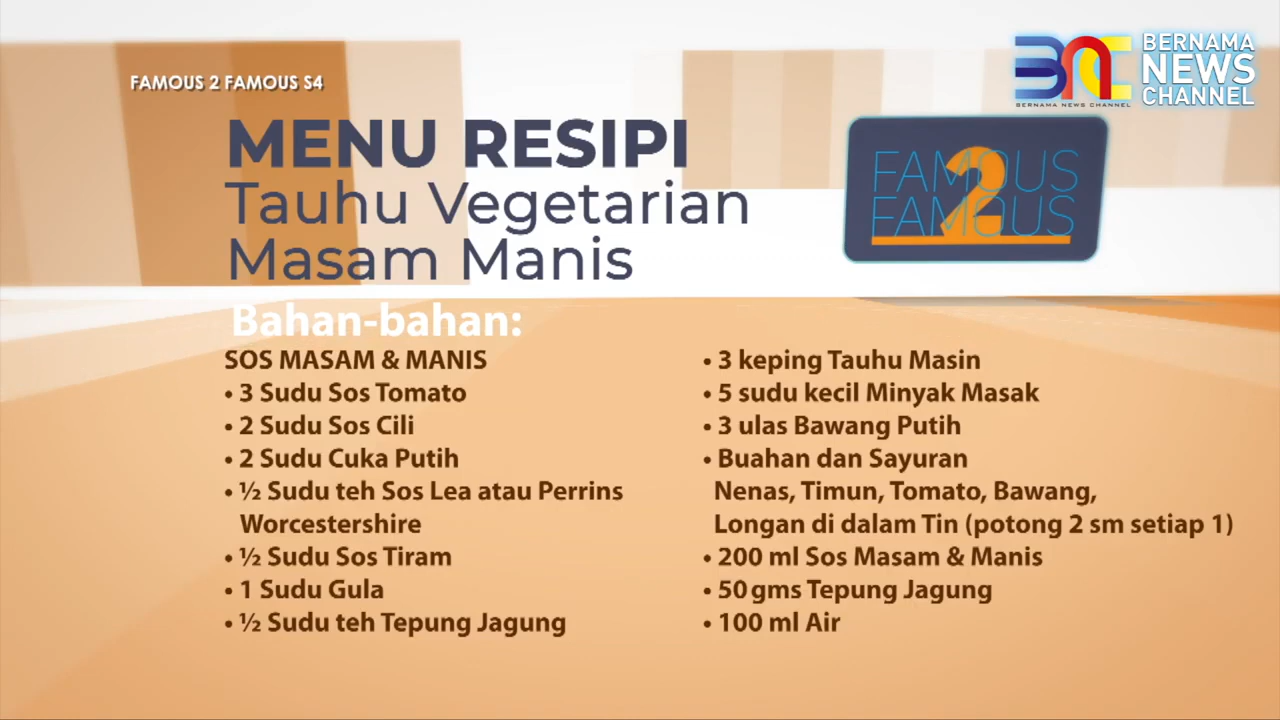 FAMOUS 2 FAMOUS S4
BERNAMA
NEWS
CHANNEL
BNC
BERNAMA NEWS CHANNEL
MENU RESIPI
Tauhu Vegetarian
Masam Manis
FAMOUS
2
FAMOUS
Bahan-bahan:
SOS MASAM & MANIS
• 3 Sudu Sos Tomato
• 2 Sudu Sos Cili
• 2 Sudu Cuka Putih
• ½ Sudu teh Sos Lea atau Perrins
Worcestershire
• ½ Sudu Sos Tiram
• 1 Sudu Gula
• ½ Sudu teh Tepung Jagung
• 3 keping Tauhu Masin
• 5 sudu kecil Minyak Masak
• 3 ulas Bawang Putih
• Buahan dan Sayuran
Nenas, Timun, Tomato, Bawang,
Longan di dalam Tin (potong 2 sm setiap 1)
• 200 ml Sos Masam & Manis
• 50 gms Tepung Jagung
• 100 ml Air